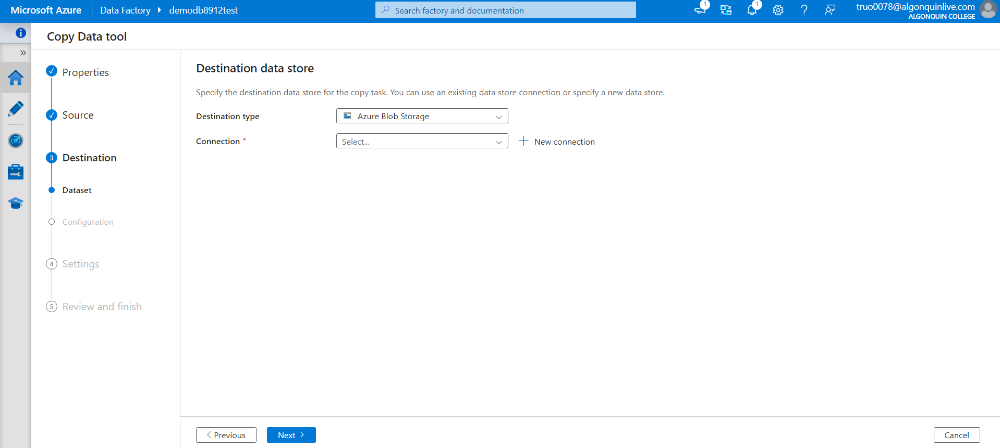 Microsoft Azure
Data Factory
demodb8912test
Search factory and documentation
1
1
truo0078@algonquinlive.com
ALGONQUIN COLLEGE
Copy Data tool
Properties
Source
3 Destination
Dataset
Configuration
4 Settings
5 Review and finish
Destination data store
Specify the destination data store for the copy task. You can use an existing data store connection or specify a new data store.
Destination type
Azure Blob Storage
Connection *
Select...
New connection
Previous
Next
Cancel